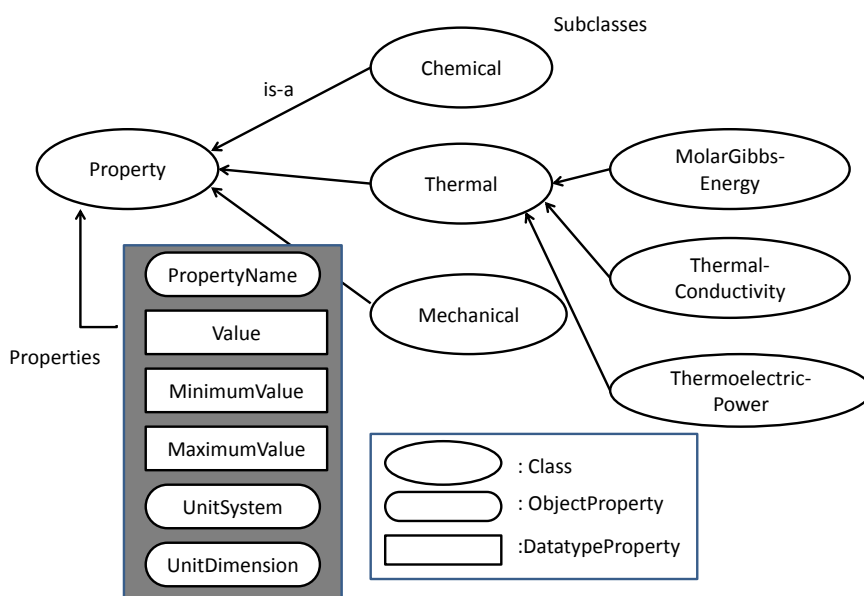 Subclasses
Chemical
is-a
Property
Thermal
MolarGibbs-
Energy
PropertyName
Thermal-
Conductivity
Mechanical
Value
Properties
MinimumValue
Thermoelectric-
Power
MaximumValue
: Class
UnitSystem
: ObjectProperty
:DatatypeProperty
UnitDimension